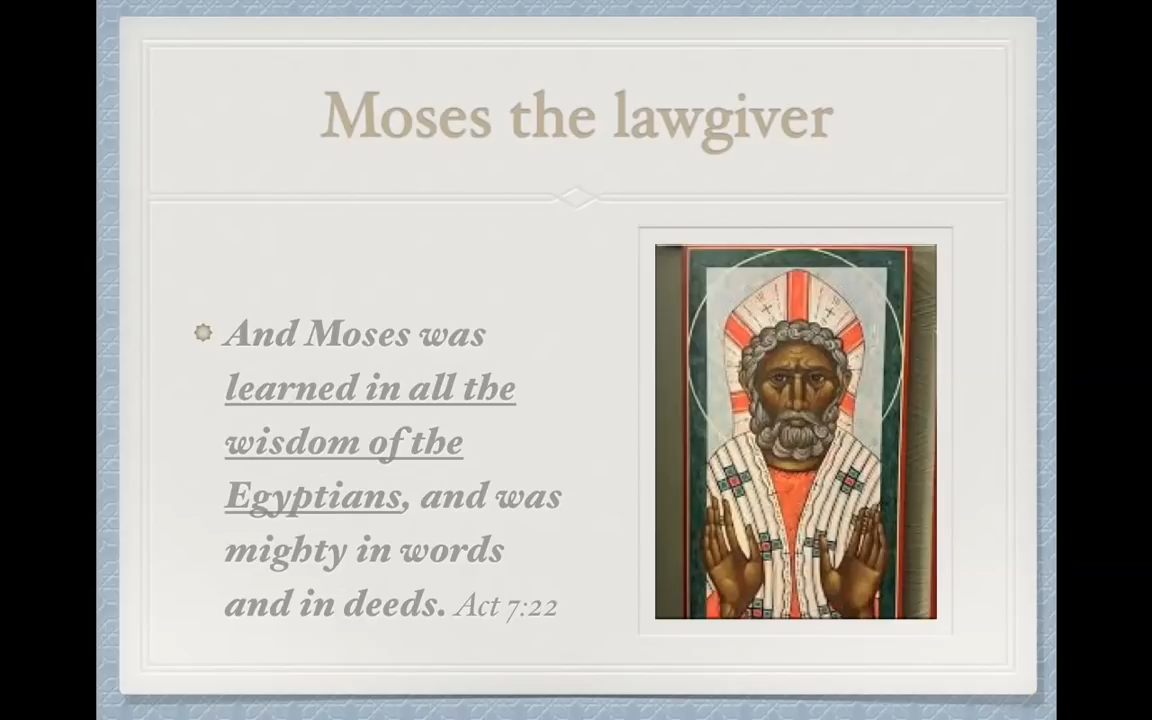 Moses the lawgiver
And Moses was
learned in all the
wisdom of the
Egyptians, and was
mighty in words
and in deeds. Act 7:22